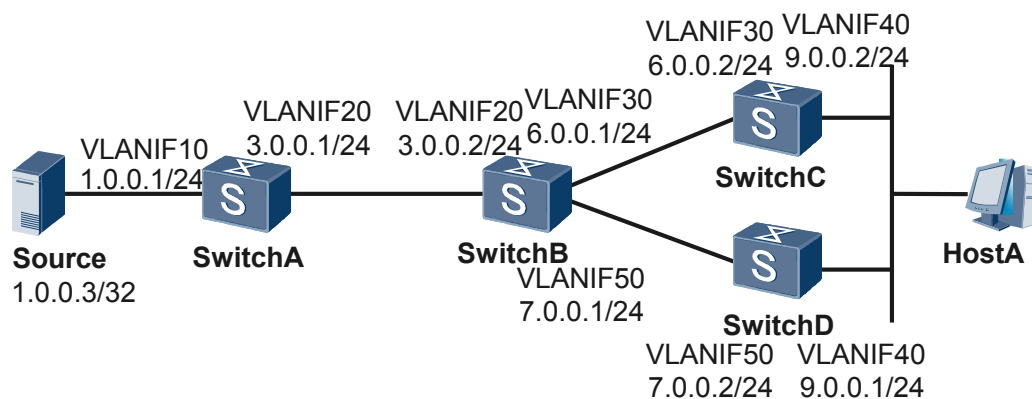 VLANIF30
6.0.0.2/24
VLANIF40
9.0.0.2/24
VLANIF20
3.0.0.1/24
VLANIF20
3.0.0.2/24
VLANIF30
6.0.0.1/24
VLANIF10
1.0.0.1/24
S
S
S
S
SwitchC
Source
1.0.0.3/32
SwitchA
SwitchB
HostA
VLANIF50
7.0.0.1/24
SwitchD
VLANIF50
7.0.0.2/24
VLANIF40
9.0.0.1/24